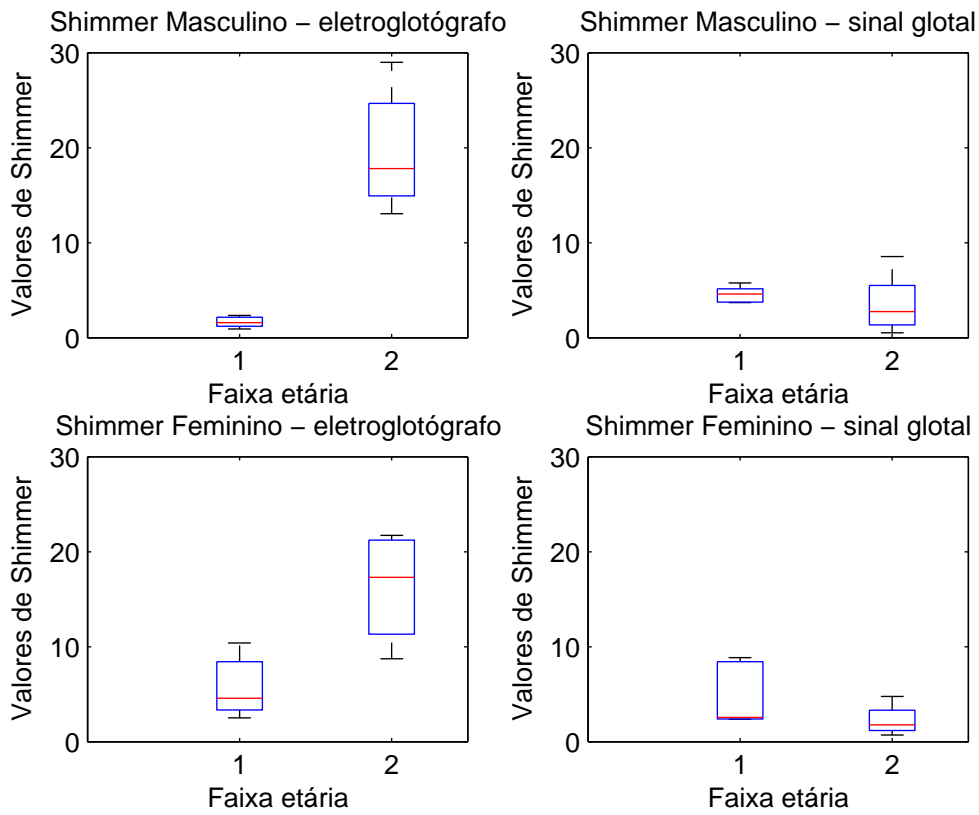 Shimmer Masculino − eletroglotógrafo
30
20
10
0
Valores de Shimmer
1
2
Faixa etária
Shimmer Masculino − sinal glotal
30
20
10
0
Valores de Shimmer
1
2
Faixa etária
Shimmer Feminino − eletroglotógrafo
30
20
10
0
Valores de Shimmer
1
2
Faixa etária
Shimmer Feminino − sinal glotal
30
20
10
0
Valores de Shimmer
1
2
Faixa etária